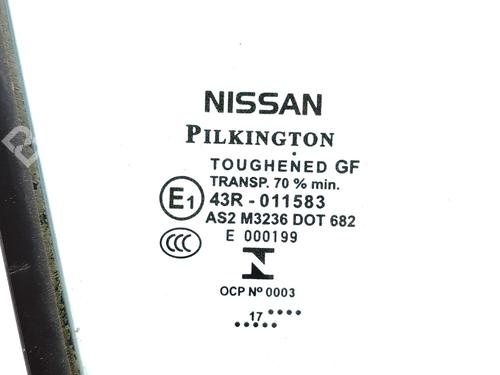 NISSAN
PILKINGTON
TOUGHENED GF
TRANSP. 70 % min.
E1 43R - 011583
AS2 M3236 DOT 682
CCC E 000199
N
OCP Nº 0003
17